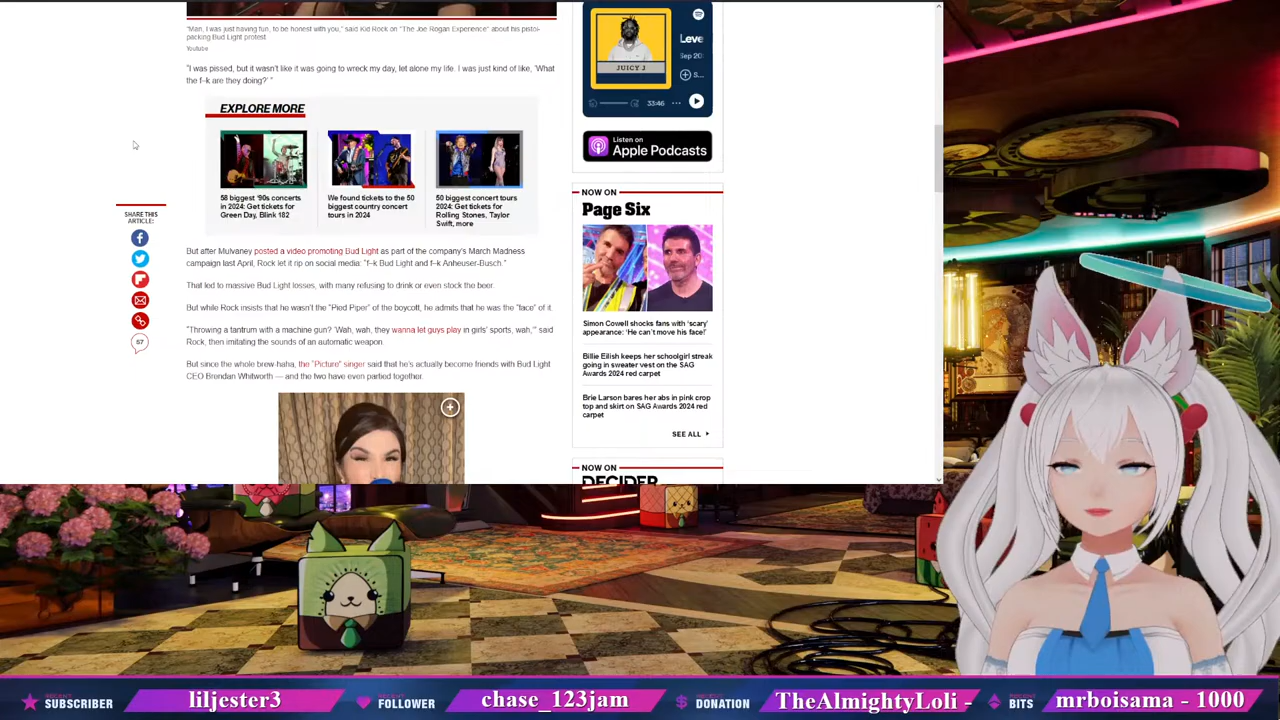 "Man, I was just having fun, to be honest with you," said Kid Rock on "The Joe Rogan Experience" about his pistol-
packing Bud Light protest
Youtube
"I was pissed, but it wasn't like it was going to wreck my day, let alone my life. I was just kind of like, 'What
the f–k are they doing?' "
EXPLORE MORE
58 biggest '90s concerts
in 2024: Get tickets for
Green Day, Blink 182
We found tickets to the 50
biggest country concert
tours in 2024
50 biggest concert tours
2024: Get tickets for
Rolling Stones, Taylor
Swift, more
SHARE THIS
ARTICLE:
57
But after Mulvaney posted a video promoting Bud Light as part of the company's March Madness
campaign last April, Rock let it rip on social media: "f–k Bud Light and f–k Anheuser-Busch."
That led to massive Bud Light losses, with many refusing to drink or even stock the beer.
But while Rock insists that he wasn't the "Pied Piper" of the boycott, he admits that he was the "face" of it.
"Throwing a tantrum with a machine gun? 'Wah, wah, they wanna let guys play in girls' sports, wah,'" said
Rock, then imitating the sounds of an automatic weapon.
But since the whole brew-haha, the "Picture" singer said that he's actually become friends with Bud Light
CEO Brendan Whitworth — and the two have even partied together.
JUICY J
Leve
Sep 20
S...
33:46
Listen on
Apple Podcasts
NOW ON
Page Six
Simon Cowell shocks fans with 'scary'
appearance: 'He can't move his face!'
Billie Eilish keeps her schoolgirl streak
going in sweater vest on the SAG
Awards 2024 red carpet
Brie Larson bares her abs in pink crop
top and skirt on SAG Awards 2024 red
carpet
SEE ALL
NOW ON
DECIDER
RECENT
SUBSCRIBER
liljester3
RECENT
FOLLOWER
chase_123jam
RECENT
DONATION
TheAlmightyLoli -
RECENT
BITS
mrboisama - 1000